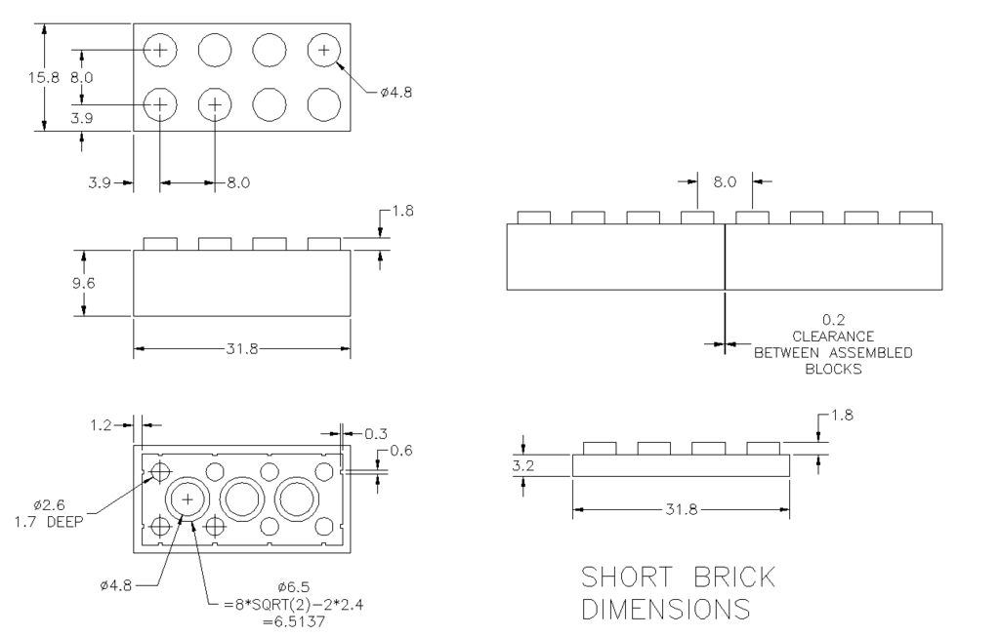 15.8
8.0
3.9
ø4.8
3.9
8.0
1.8
9.6
31.8
8.0
0.2
CLEARANCE
BETWEEN ASSEMBLED
BLOCKS
1.2
0.3
0.6
ø2.6
1.7 DEEP
ø4.8
ø6.5
=8*SQRT(2)-2*2.4
=6.5137
1.8
3.2
31.8
SHORT BRICK
DIMENSIONS